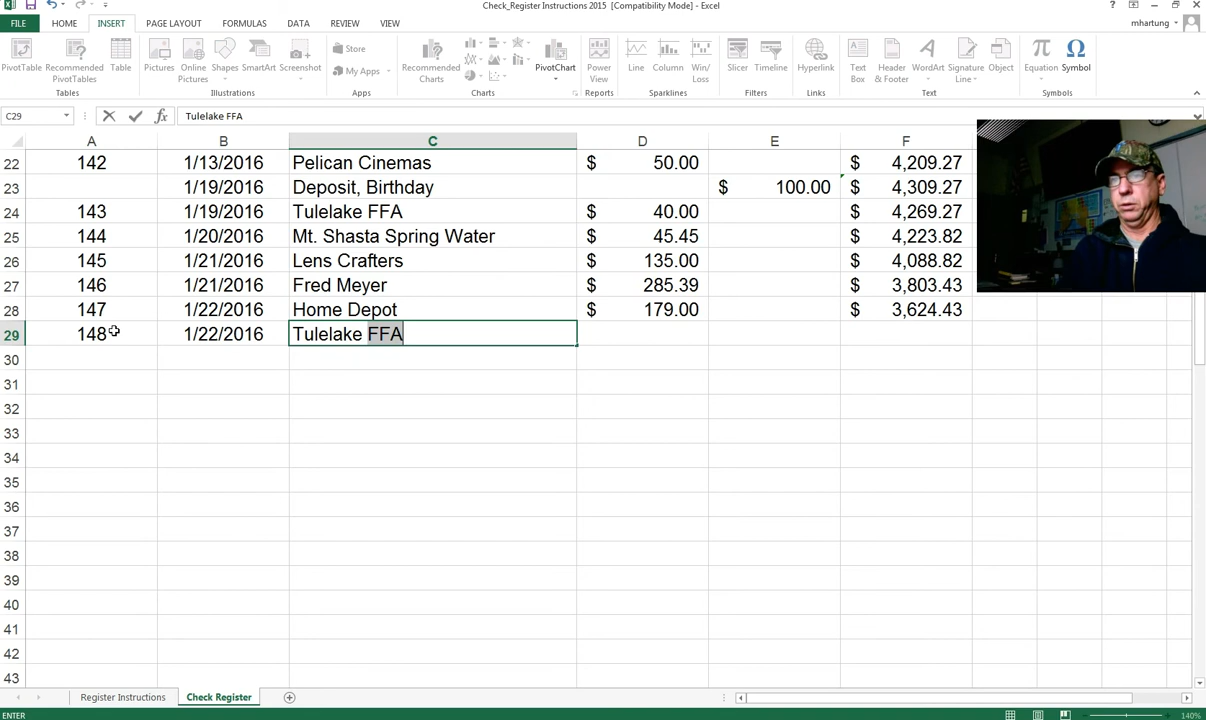 Check_Register Instructions 2015 [Compatibility Mode] - Excel
FILE HOME INSERT PAGE LAYOUT FORMULAS DATA REVIEW VIEW mhartung
PivotTable Recommended PivotTables Table Pictures Online Pictures Shapes SmartArt Screenshot Store My Apps Recommended Charts PivotChart Power View Line Column Win/Loss Slicer Timeline Hyperlink Text Box Header & Footer WordArt Signature Line Object Equation Symbol
Tables Illustrations Apps Charts Reports Sparklines Filters Links Text Symbols
C29 fx Tulelake FFA
A B C D E F
22 142 1/13/2016 Pelican Cinemas $ 50.00 $ 4,209.27
23 1/19/2016 Deposit, Birthday $ 100.00 $ 4,309.27
24 143 1/19/2016 Tulelake FFA $ 40.00 $ 4,269.27
25 144 1/20/2016 Mt. Shasta Spring Water $ 45.45 $ 4,223.82
26 145 1/21/2016 Lens Crafters $ 135.00 $ 4,088.82
27 146 1/21/2016 Fred Meyer $ 285.39 $ 3,803.43
28 147 1/22/2016 Home Depot $ 179.00 $ 3,624.43
29 148 1/22/2016 Tulelake FFA
30
31
32
33
34
35
36
37
38
39
40
41
42
43
Register Instructions Check Register
ENTER 140%